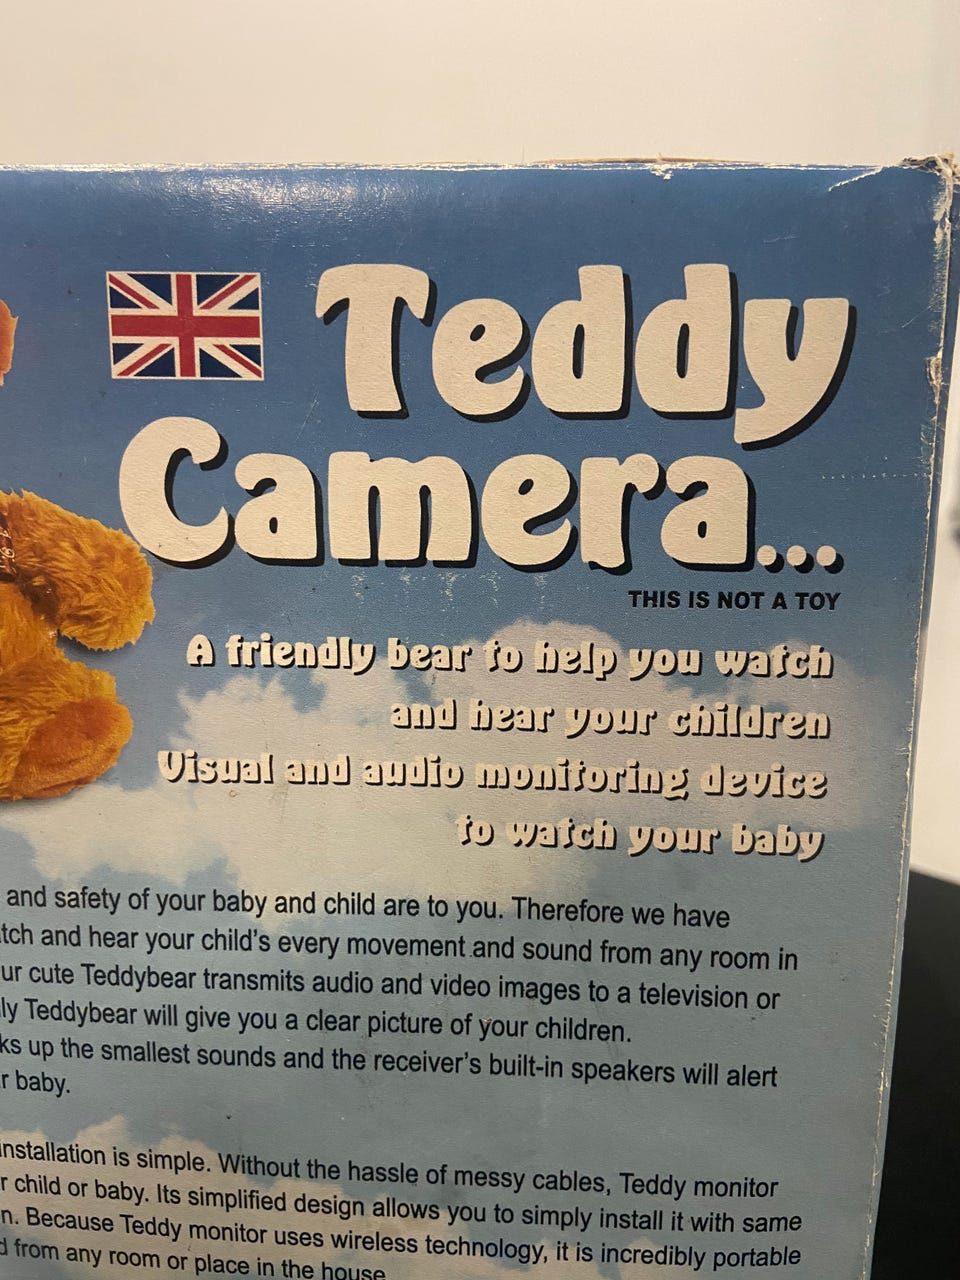 Teddy
Camera...
THIS IS NOT A TOY
A friendly bear to help you watch
and hear your children
Visual and audio monitoring device
to watch your baby
and safety of your baby and child are to you. Therefore we have
tch and hear your child's every movement and sound from any room in
ur cute Teddybear transmits audio and video images to a television or
ly Teddybear will give you a clear picture of your children.
ks up the smallest sounds and the receiver's built-in speakers will alert
r baby.
installation is simple. Without the hassle of messy cables, Teddy monitor
r child or baby. Its simplified design allows you to simply install it with same
n. Because Teddy monitor uses wireless technology, it is incredibly portable
d from any room or place in the house